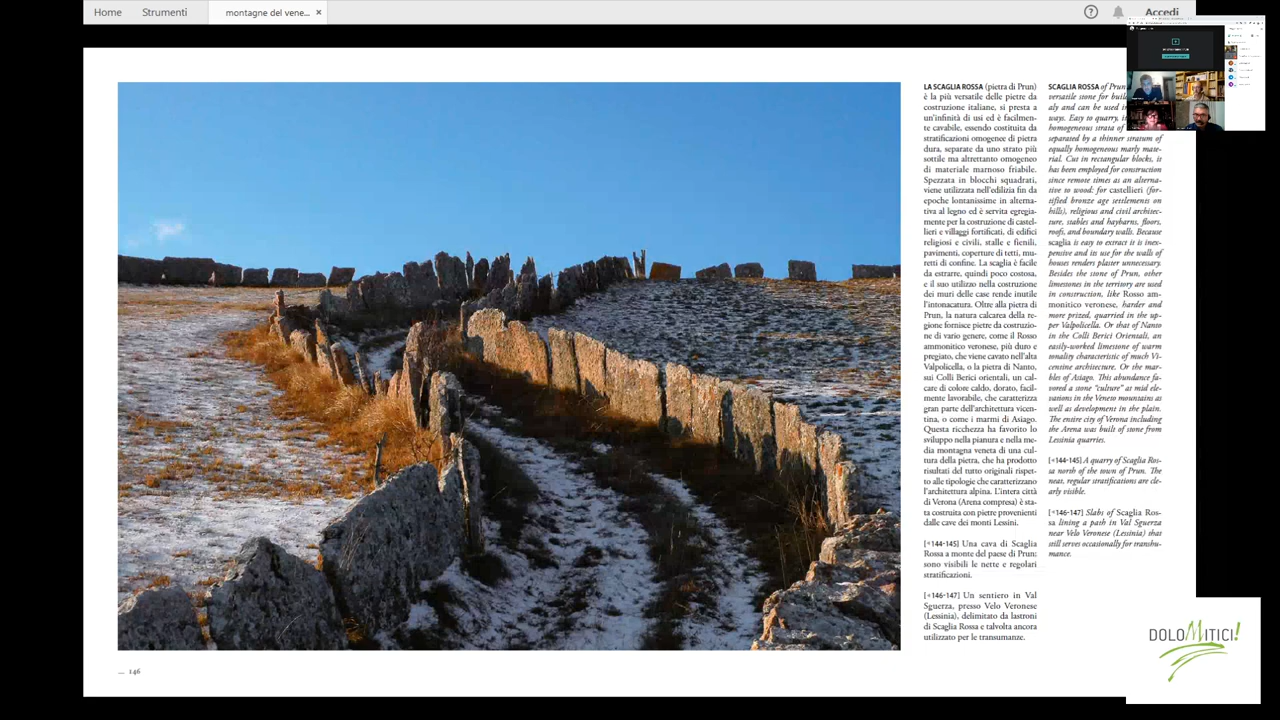 Home
Strumenti
montagne del vene...
×
Accedi
LA SCAGLIA ROSSA (pietra di Prun)
è la più versatile delle pietre da
costruzione italiane, si presta a
un'infinità di usi ed è facilmen-
te cavabile, essendo costituita da
stratificazioni omogenee di pietra
dura, separate da uno strato più
sottile ma altrettanto omogeneo
di materiale marnoso friabile.
Spezzata in blocchi squadrati,
viene utilizzata nell'edilizia fin da
epoche lontanissime in alterna-
tiva al legno ed è servita egregia-
mente per la costruzione di castel-
lieri e villaggi fortificati, di edifici
religiosi e civili, stalle e fienili,
pavimenti, coperture di tetti, mu-
retti di confine. La scaglia è facile
da estrarre, quindi poco costosa,
e il suo utilizzo nella costruzione
dei muri delle case rende inutile
l'intonacatura. Oltre alla pietra di
Prun, la natura calcarea della re-
gione fornisce pietre da costruzio-
ne di vario genere, come il Rosso
ammonitico veronese, più duro e
pregiato, che viene cavato nell'alta
Valpolicella, o la pietra di Nanto,
sui Colli Berici orientali, un cal-
care di colore caldo, dorato, facil-
mente lavorabile, che caratterizza
gran parte dell'architettura vicen-
tina, o come i marmi di Asiago.
Questa ricchezza ha favorito lo
sviluppo nella pianura e nella me-
dia montagna veneta di una cul-
tura della pietra, che ha prodotto
risultati del tutto originali rispet-
to alle tipologie che caratterizzano
l'architettura alpina. L'intera città
di Verona (Arena compresa) è sta-
ta costruita con pietre provenienti
dalle cave dei monti Lessini.
[+144-145] Una cava di Scaglia
Rossa a monte del paese di Prun:
sono visibili le nette e regolari
stratificazioni.
[+146-147] Un sentiero in Val
Sguerza, presso Velo Veronese
(Lessinia), delimitato da lastroni
di Scaglia Rossa e talvolta ancora
utilizzato per le transumanze.
SCAGLIA ROSSA of Prun
versatile stone for buil
aly and can be used i
ways. Easy to quarry, i
homogeneous strata of
separated by a thinner stratum of
equally homogeneous marly mate-
rial. Cut in rectangular blocks, it
has been employed for construction
since remote times as an alterna-
tive to wood: for castellieri (for-
tified bronze age settlements on
hills), religious and civil architec-
ture, stables and haybarns, floors,
roofs, and boundary walls. Because
scaglia is easy to extract it is inex-
pensive and its use for the walls of
houses renders plaster unnecessary.
Besides the stone of Prun, other
limestones in the territory are used
in construction, like Rosso am-
monitico veronese, harder and
more prized, quarried in the up-
per Valpolicella. Or that of Nanto
in the Colli Berici Orientali, an
easily-worked limestone of warm
tonality characteristic of much Vi-
centine architecture. Or the mar-
bles of Asiago. This abundance fa-
vored a stone "culture" at mid ele-
vations in the Veneto mountains as
well as development in the plain.
The entire city of Verona including
the Arena was built of stone from
Lessinia quarries.
[+144-145] A quarry of Scaglia Ros-
sa north of the town of Prun. The
neat, regular stratifications are cle-
arly visible.
[+146-147] Slabs of Scaglia Ros-
sa lining a path in Val Sguerza
near Velo Veronese (Lessinia) that
still serves occasionally for transhu-
mance.
146
DOLOMITICI!